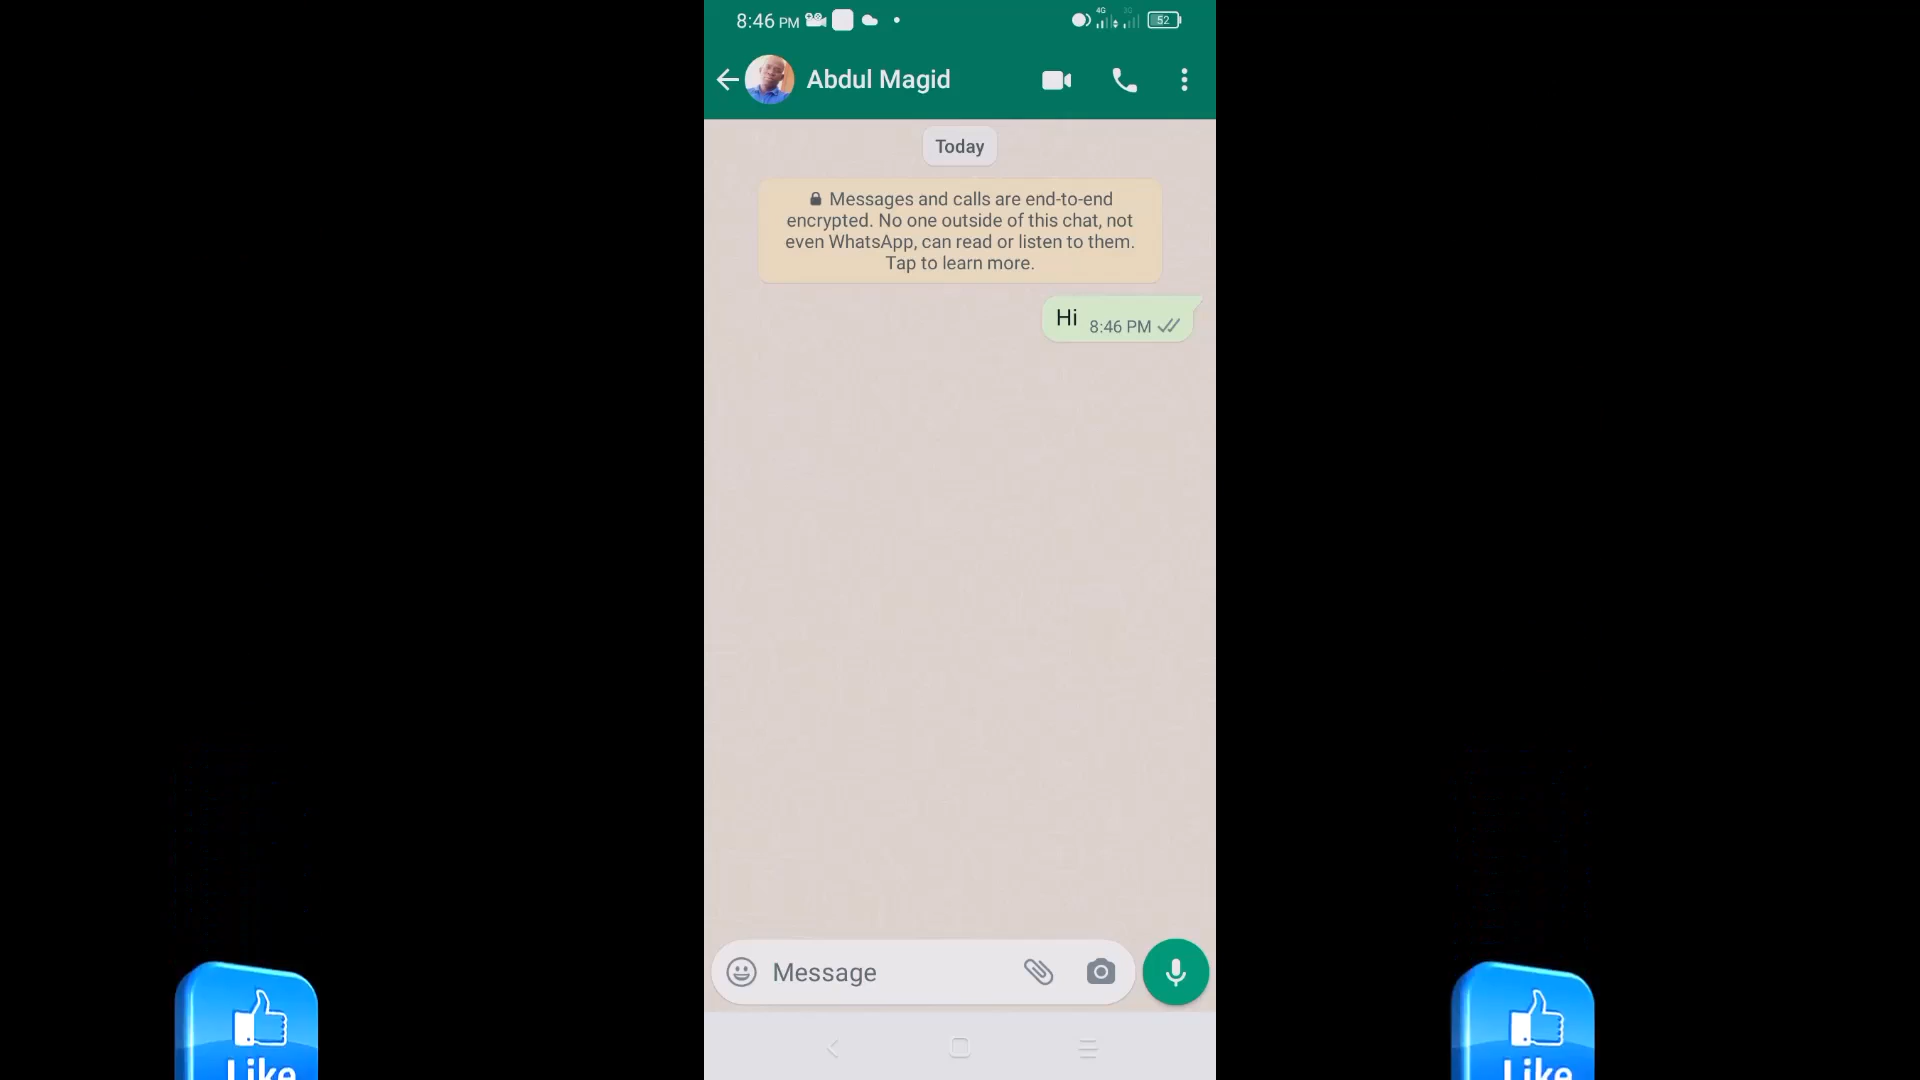 8:46 PM
52
Abdul Magid
Today
Messages and calls are end-to-end
encrypted. No one outside of this chat, not
even WhatsApp, can read or listen to them.
Tap to learn more.
Hi 8:46 PM
Message
Like
Like